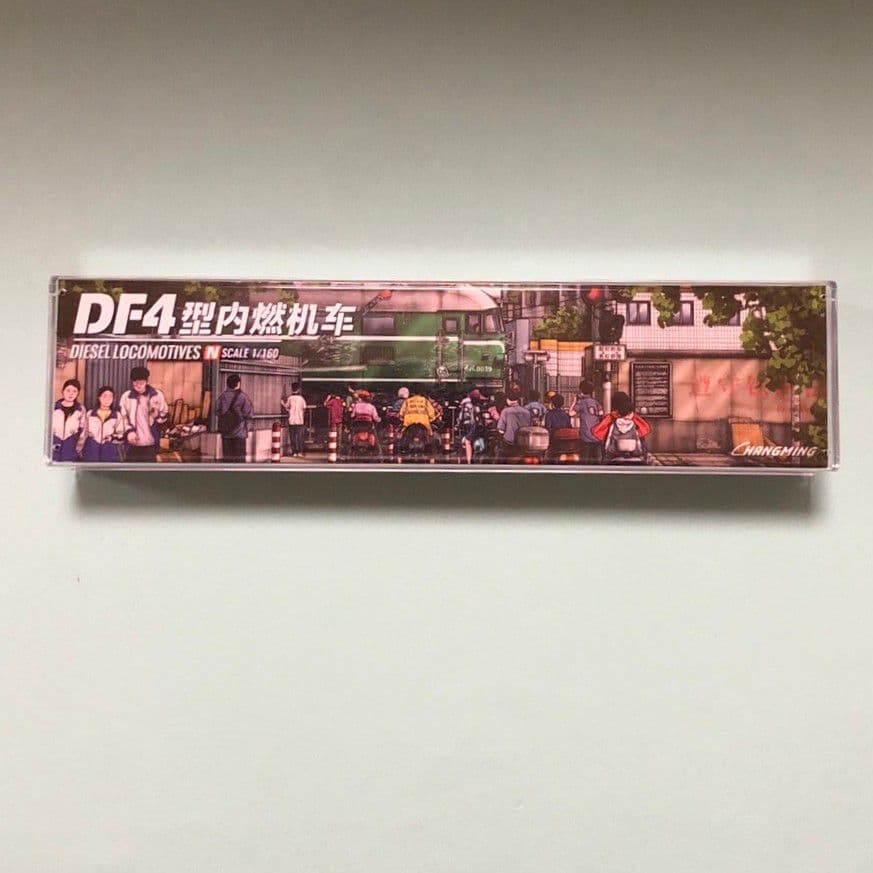 DF4型内燃机车
DIESEL LOCOMOTIVES N SCALE 1/160
CHANGMING